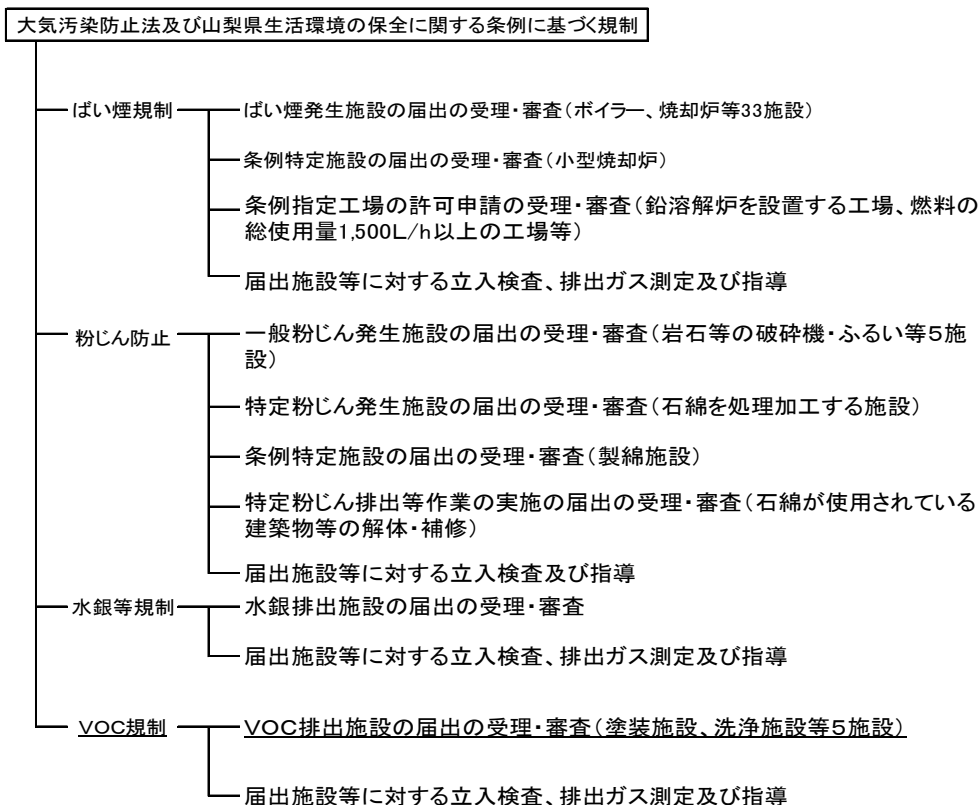 大気汚染防止法及び山梨県生活環境の保全に関する条例に基づく規制
ばい煙規制
ばい煙発生施設の届出の受理・審査(ボイラー、焼却炉等33施設)
条例特定施設の届出の受理・審査(小型焼却炉)
条例指定工場の許可申請の受理・審査(鉛溶解炉を設置する工場、燃料の
総使用量1,500L/h以上の工場等)
届出施設等に対する立入検査、排出ガス測定及び指導
粉じん防止
一般粉じん発生施設の届出の受理・審査(岩石等の破砕機・ふるい等5施
設)
特定粉じん発生施設の届出の受理・審査(石綿を処理加工する施設)
条例特定施設の届出の受理・審査(製綿施設)
特定粉じん排出等作業の実施の届出の受理・審査(石綿が使用されている
建築物等の解体・補修)
届出施設等に対する立入検査及び指導
水銀等規制
水銀排出施設の届出の受理・審査
届出施設等に対する立入検査、排出ガス測定及び指導
VOC規制
VOC排出施設の届出の受理・審査(塗装施設、洗浄施設等5施設)
届出施設等に対する立入検査、排出ガス測定及び指導